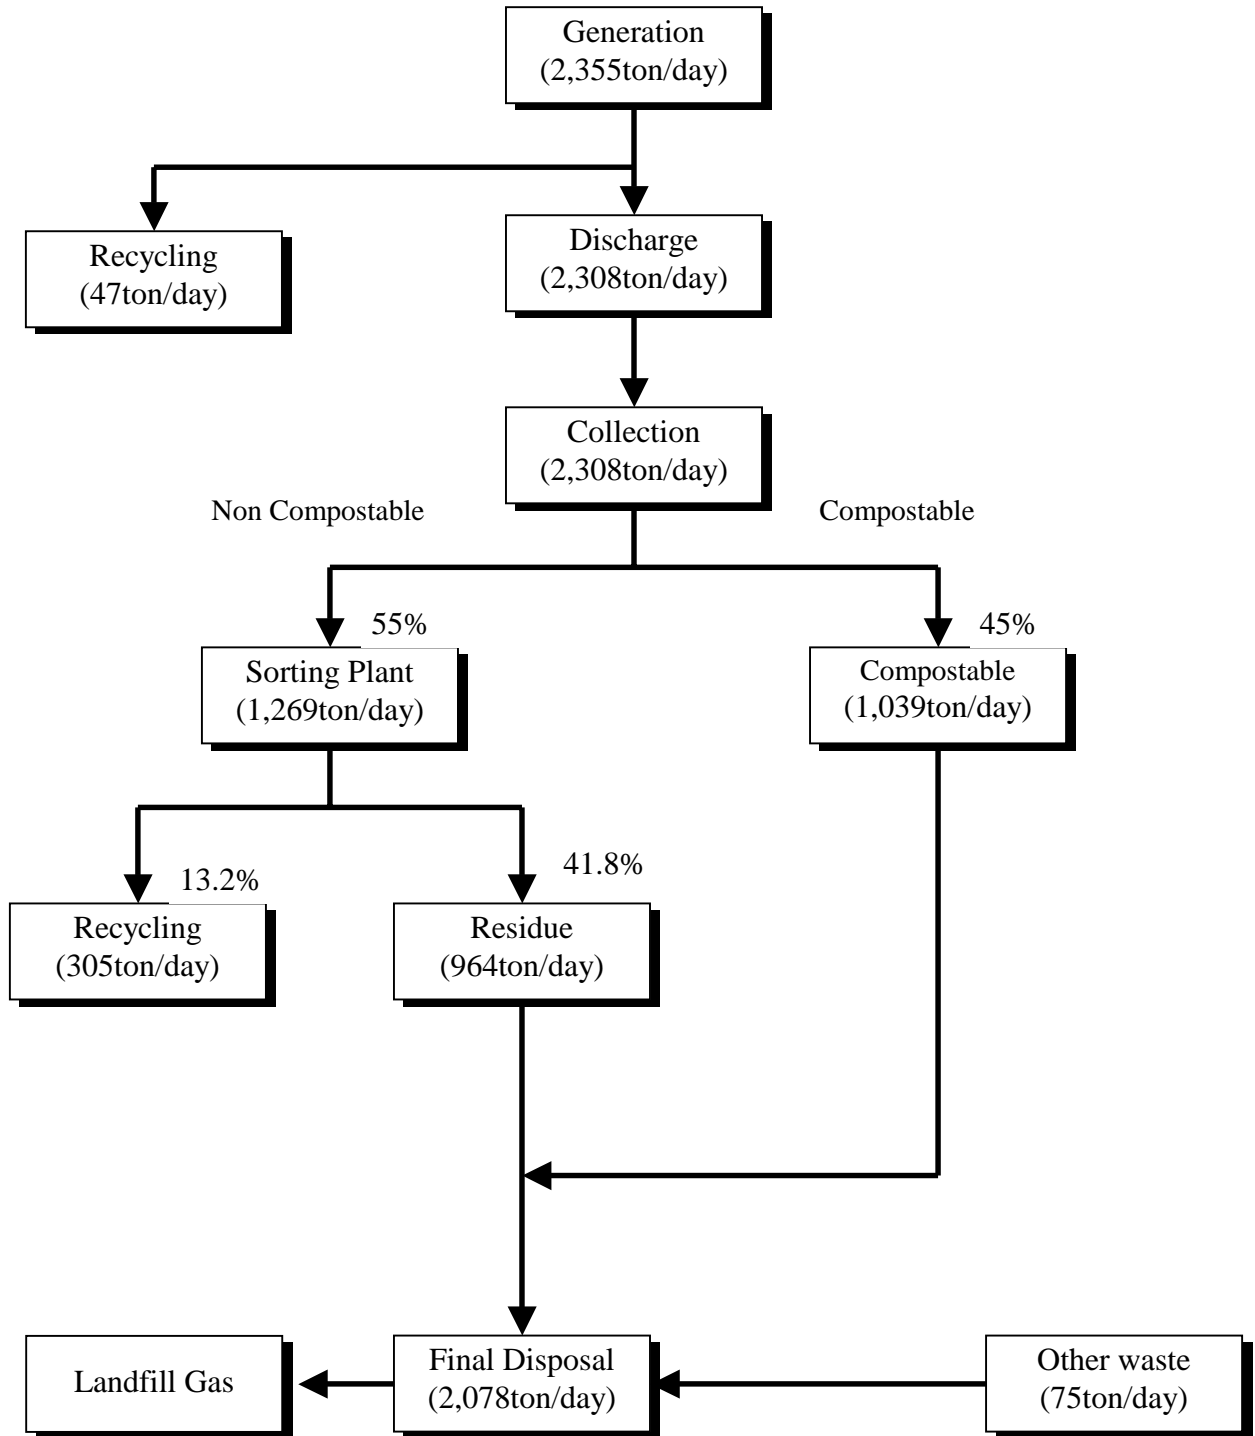 Generation
(2,355ton/day)
Recycling
(47ton/day)
Discharge
(2,308ton/day)
Collection
(2,308ton/day)
Non Compostable
Compostable
55%
45%
Sorting Plant
(1,269ton/day)
Compostable
(1,039ton/day)
13.2%
41.8%
Recycling
(305ton/day)
Residue
(964ton/day)
Landfill Gas
Final Disposal
(2,078ton/day)
Other waste
(75ton/day)